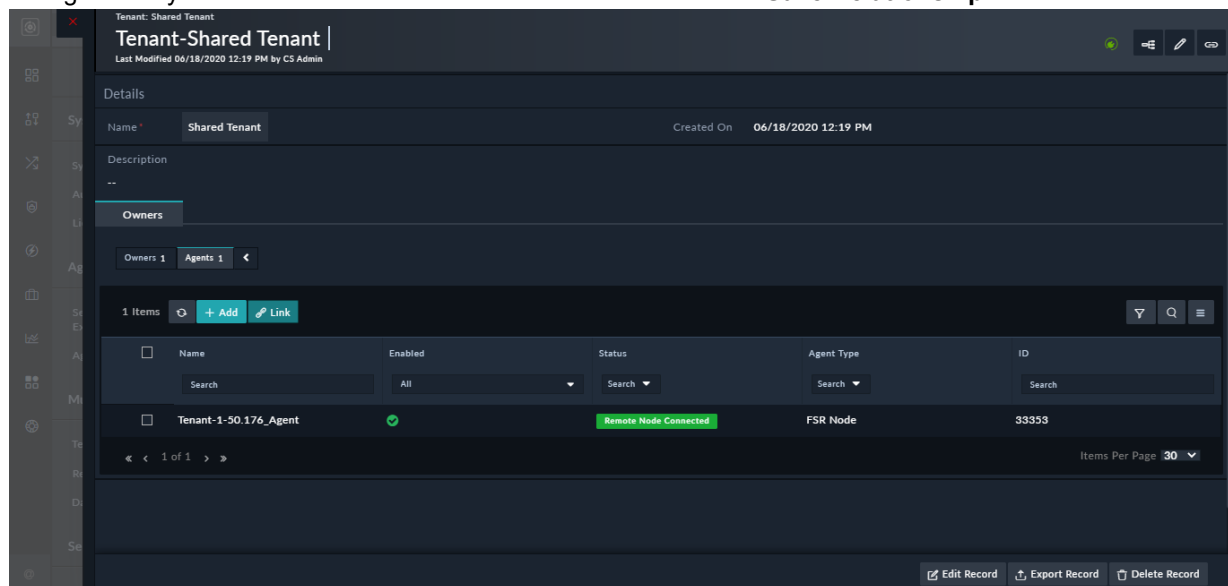 Tenant: Shared Tenant
Tenant-Shared Tenant
Last Modified 06/18/2020 12:19 PM by CS Admin
Details
Name* Shared Tenant Created On 06/18/2020 12:19 PM
Description
--
Owners
Owners 1 Agents 1
1 Items + Add Link
Name Enabled Status Agent Type ID
Search All Search Search Search
Tenant-1-50.176_Agent Remote Node Connected FSR Node 33353
« ‹ 1 of 1 › » Items Per Page 30
Edit Record Export Record Delete Record